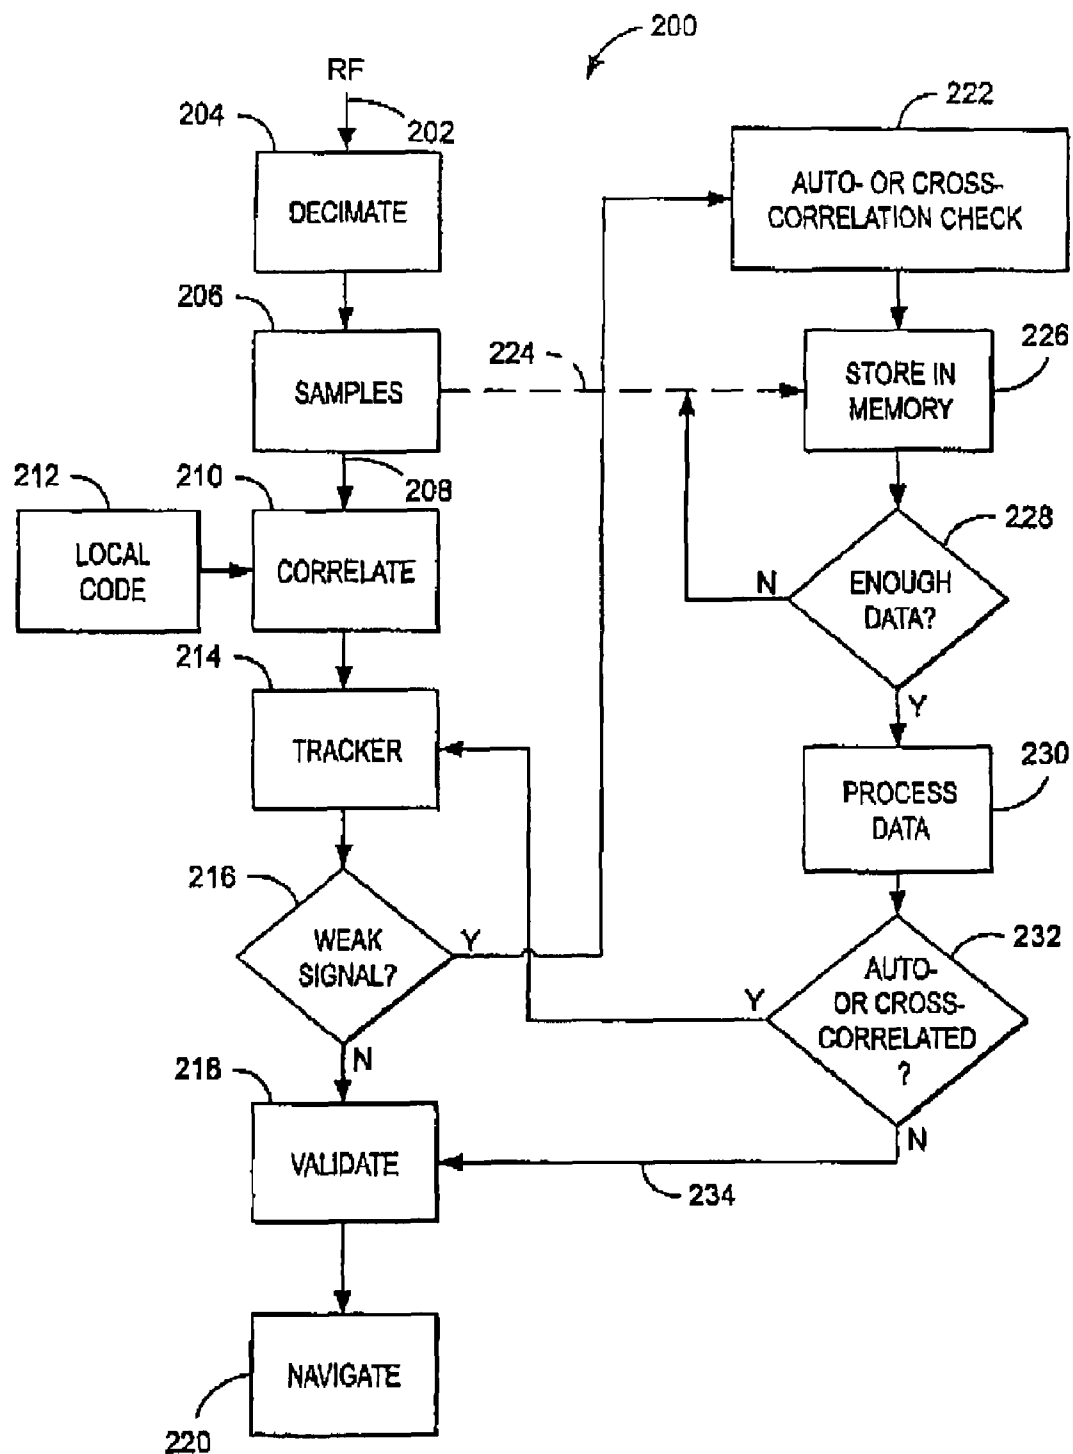 200
RF
202
204
DECIMATE
222
AUTO- OR CROSS-
CORRELATION CHECK
206
SAMPLES
224
226
STORE IN
MEMORY
208
212
210
LOCAL
CODE
CORRELATE
228
N
ENOUGH
DATA?
Y
214
TRACKER
230
PROCESS
DATA
216
WEAK
SIGNAL?
Y
N
232
Y
AUTO-
OR CROSS-
CORRELATED
?
N
218
VALIDATE
234
NAVIGATE
220